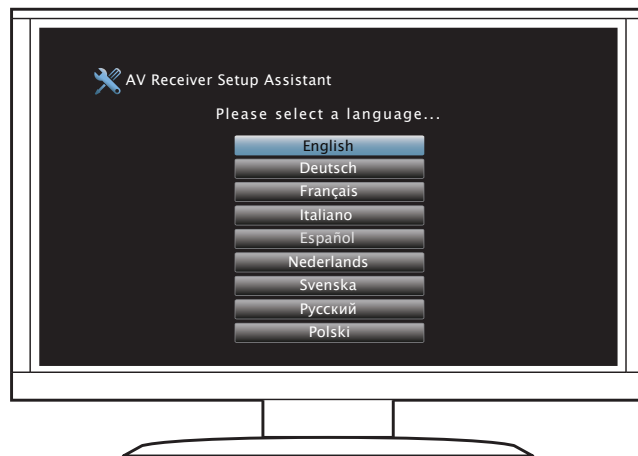 AV Receiver Setup Assistant
Please select a language...
English
Deutsch
Français
Italiano
Español
Nederlands
Svenska
Русский
Polski